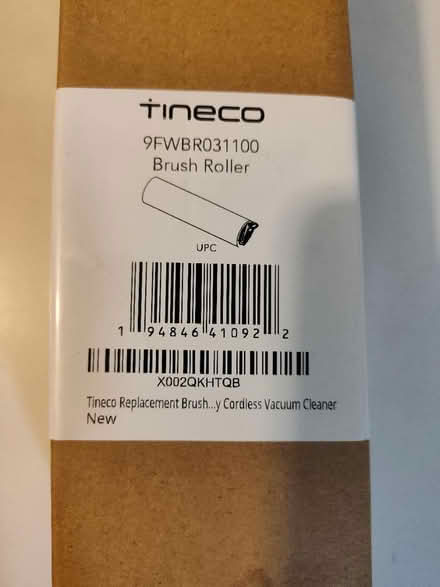 Tineco
9FWBR031100
Brush Roller
UPC
1 94846 41092 2
X002QKHTQB
Tineco Replacement Brush...y Cordless Vacuum Cleaner
New